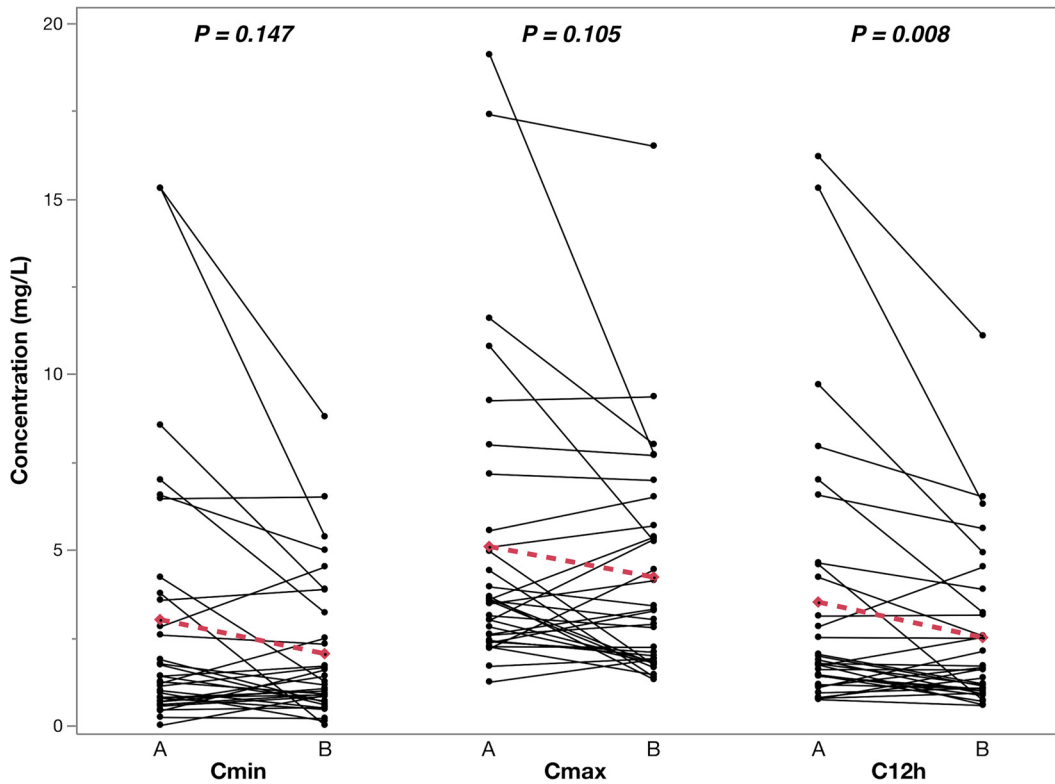 P = 0.147
P = 0.105
P = 0.008
Concentration (mg/L)
20
15
10
5
0
A
B
A
B
A
B
Cmin
Cmax
C12h